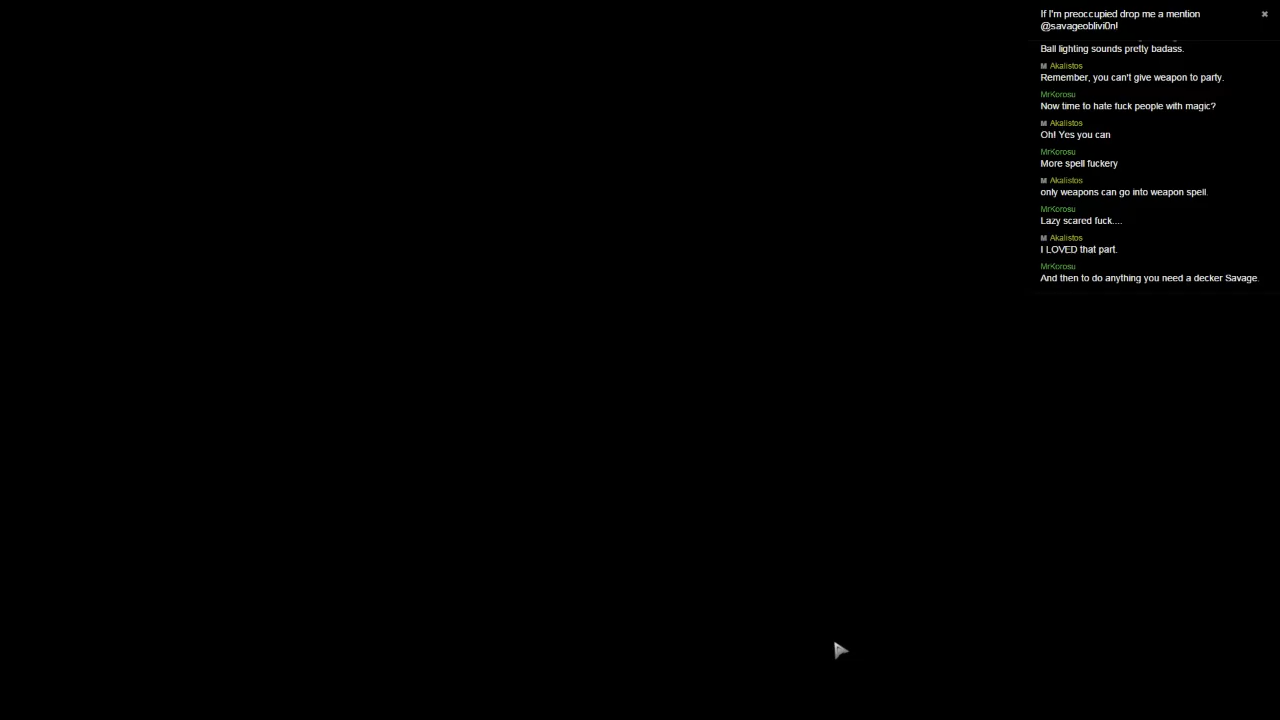 If I'm preoccupied drop me a mention
@savageoblivi0n!
Ball lighting sounds pretty badass.
M Akalistos
Remember, you can't give weapon to party.
MrKorosu
Now time to hate fuck people with magic?
M Akalistos
Oh! Yes you can
MrKorosu
More spell fuckery
M Akalistos
only weapons can go into weapon spell.
MrKorosu
Lazy scared fuck....
M Akalistos
I LOVED that part.
MrKorosu
And then to do anything you need a decker Savage.